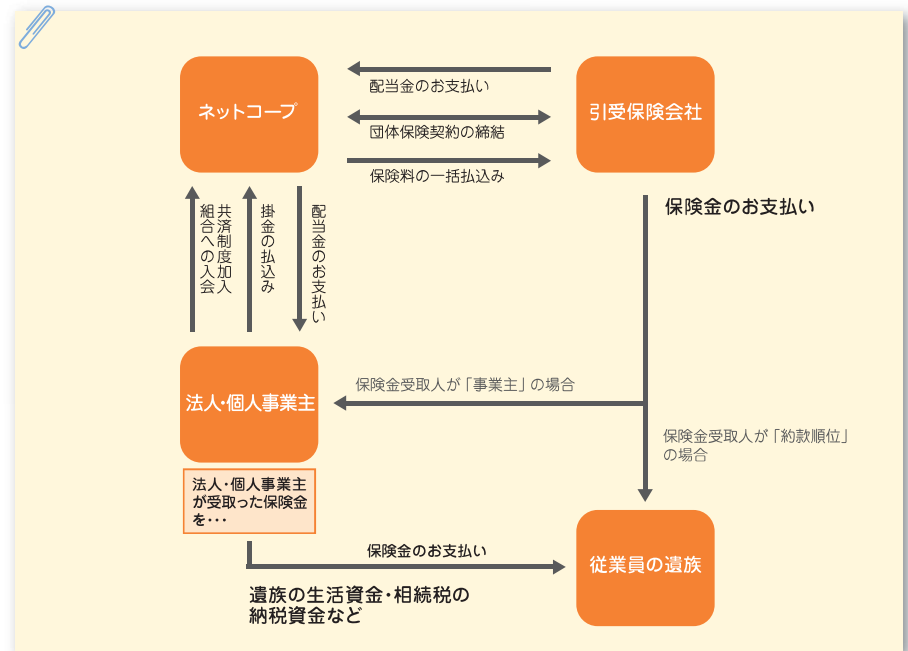 ネットコープ
配当金のお支払い
団体保険契約の締結
保険料の一括払込み
引受保険会社
共済制度加入
組合への入会
掛金の払込み
配当金のお支払い
保険金のお支払い
法人・個人事業主
保険金受取人が「事業主」の場合
保険金受取人が「約款順位」
の場合
法人・個人事業主
が受取った保険金
を・・・
保険金のお支払い
従業員の遺族
遺族の生活資金・相続税の
納税資金など